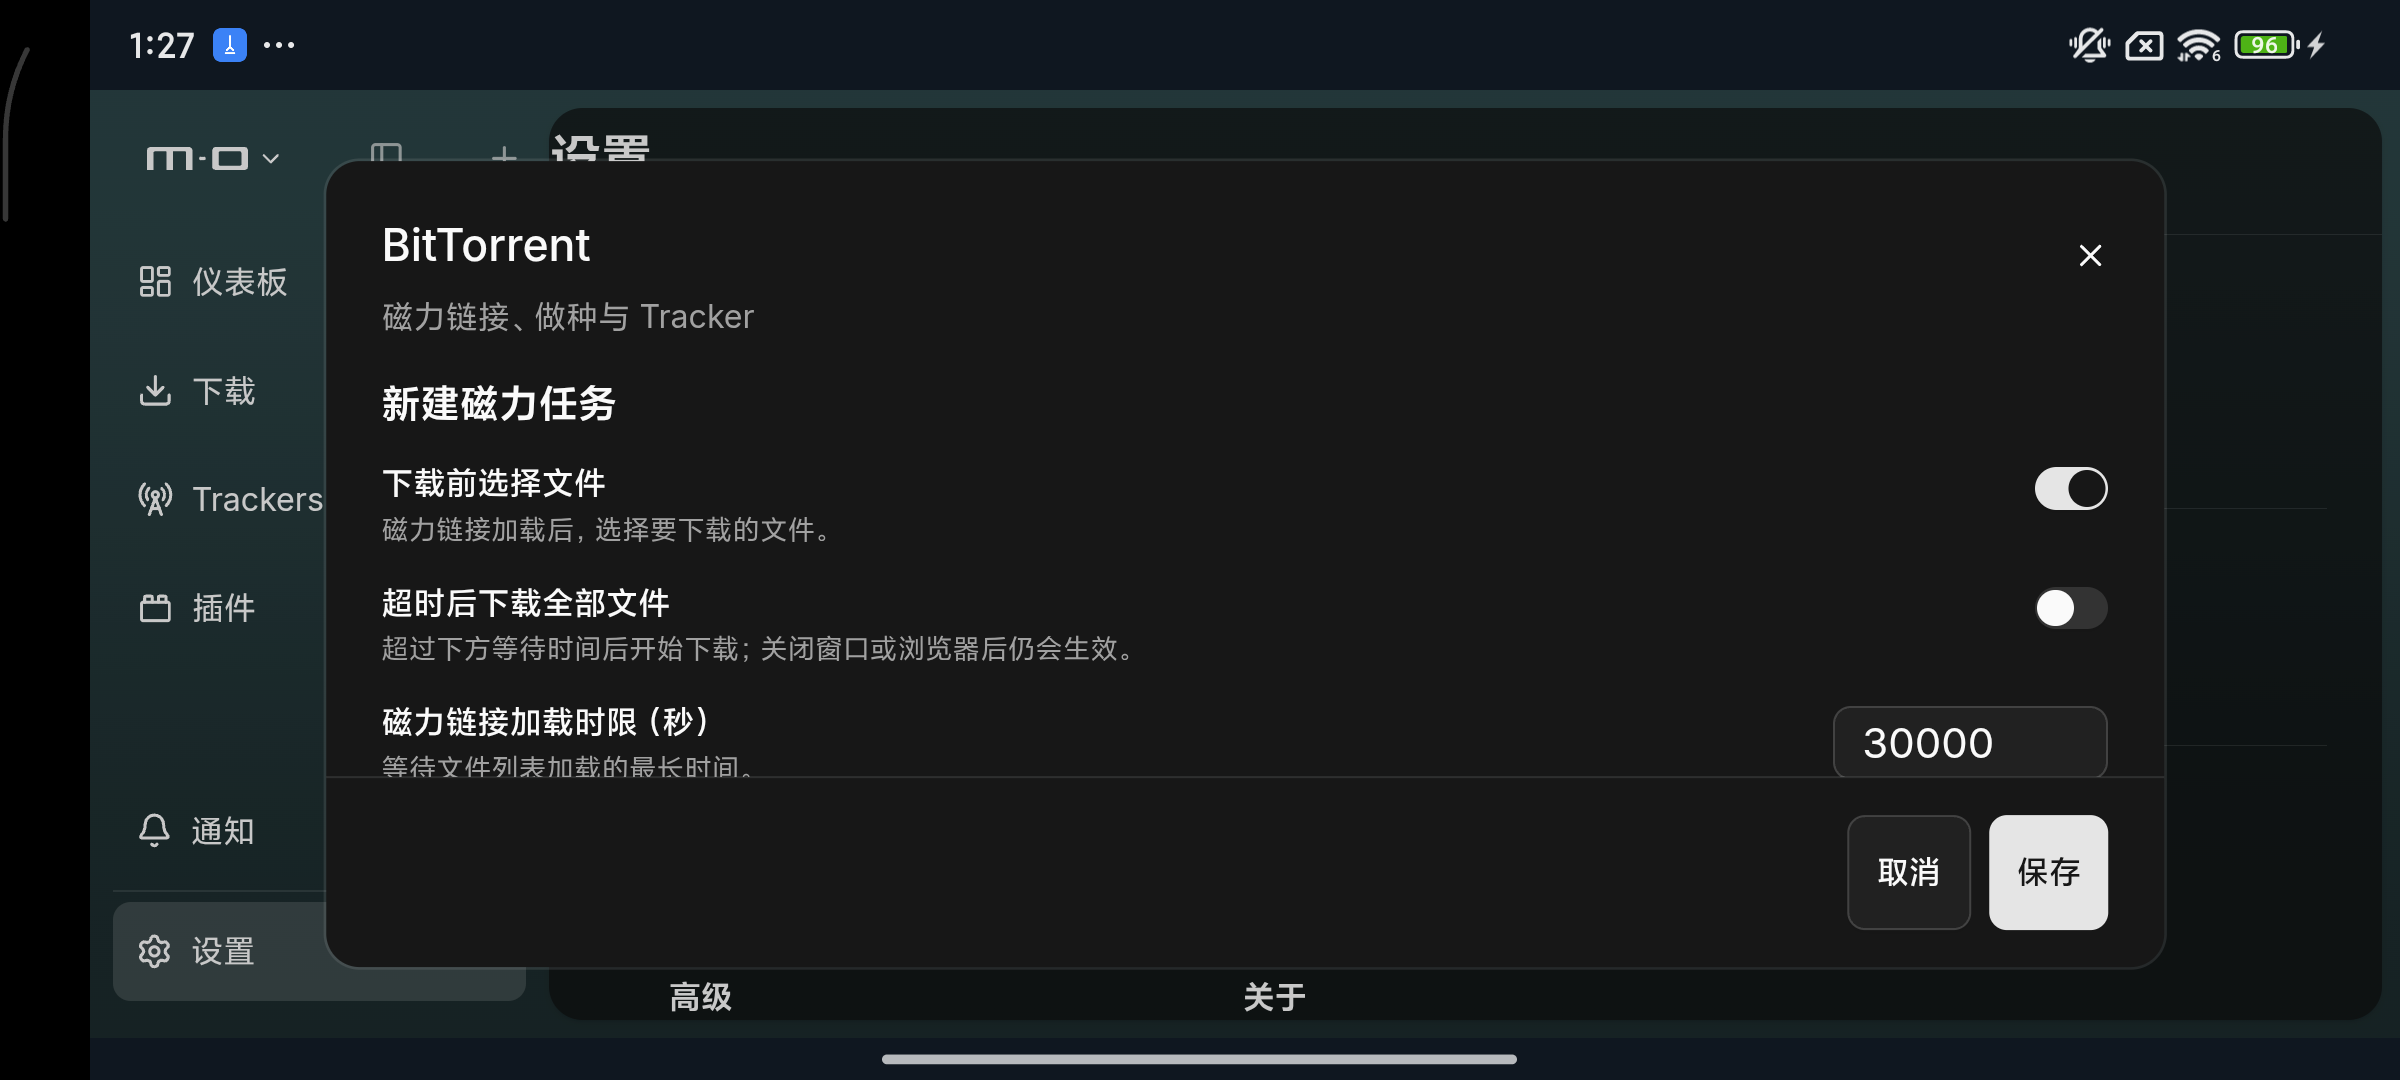 1:27
6
96
m-o
设置
仪表板
下载
Trackers
插件
通知
设置
BitTorrent
磁力链接、做种与 Tracker
新建磁力任务
下载前选择文件
磁力链接加载后，选择要下载的文件。
超时后下载全部文件
超过下方等待时间后开始下载；关闭窗口或浏览器后仍会生效。
磁力链接加载时限（秒）
30000
等待文件列表加载的最长时间。
取消
保存
高级
关于